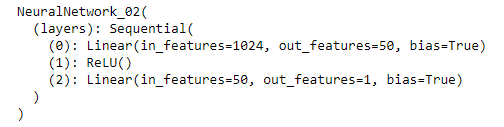 NeuralNetwork_02(
  (layers): Sequential(
    (0): Linear(in_features=1024, out_features=50, bias=True)
    (1): ReLU()
    (2): Linear(in_features=50, out_features=1, bias=True)
  )
)